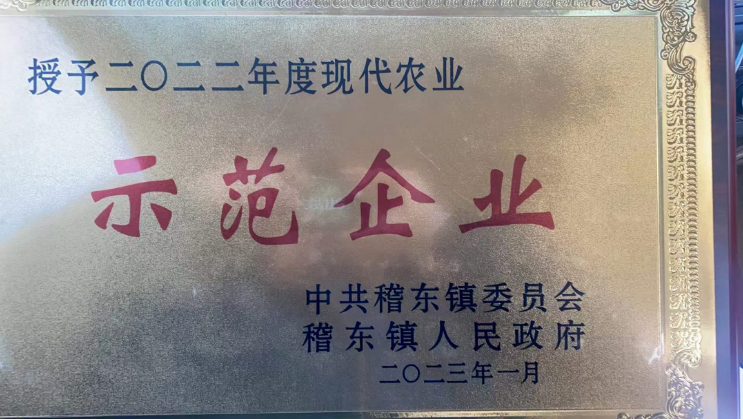 授予二〇二二年度现代农业
示范企业
中共稽东镇委员会
稽东镇人民政府
二〇二三年一月